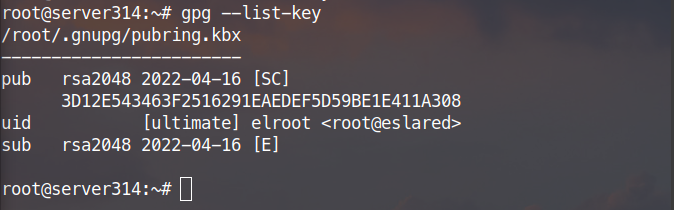 root@server314:~# gpg --list-key
/root/.gnupg/pubring.kbx
------------------------
pub   rsa2048 2022-04-16 [SC]
      3D12E543463F2516291EAEDEF5D59BE1E411A308
uid           [ultimate] elroot <root@eslared>
sub   rsa2048 2022-04-16 [E]

root@server314:~#